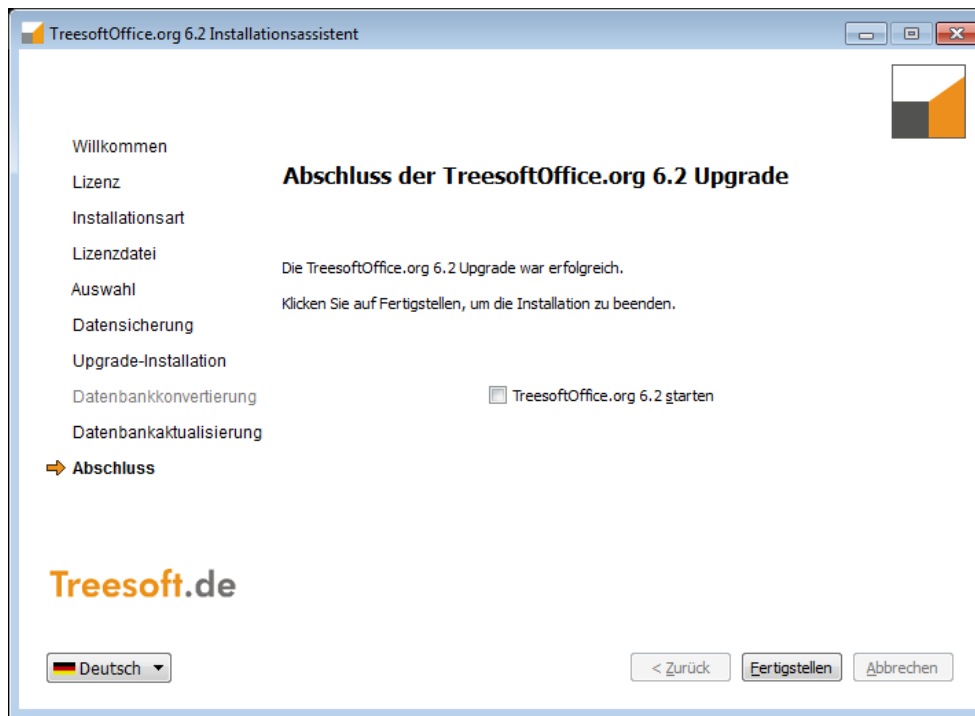 TreesoftOffice.org 6.2 Installationsassistent
Willkommen
Lizenz
Installationsart
Lizenzdatei
Auswahl
Datensicherung
Upgrade-Installation
Datenbankkonvertierung
Datenbankaktualisierung
Abschluss
Abschluss der TreesoftOffice.org 6.2 Upgrade
Die TreesoftOffice.org 6.2 Upgrade war erfolgreich.
Klicken Sie auf Fertigstellen, um die Installation zu beenden.
TreesoftOffice.org 6.2 starten
Treesoft.de
Deutsch
< Zurück
Fertigstellen
Abbrechen